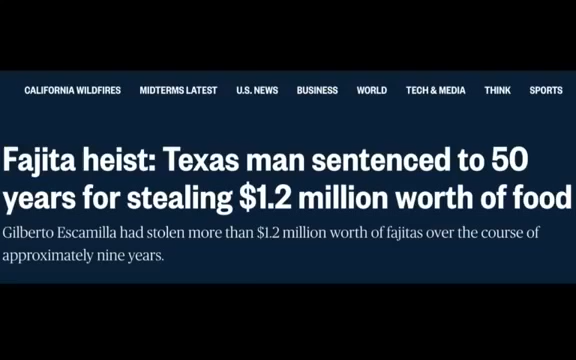 CALIFORNIA WILDFIRES MIDTERMS LATEST U.S. NEWS BUSINESS WORLD TECH & MEDIA THINK SPORTS
Fajita heist: Texas man sentenced to 50
years for stealing $1.2 million worth of food
Gilberto Escamilla had stolen more than $1.2 million worth of fajitas over the course of
approximately nine years.